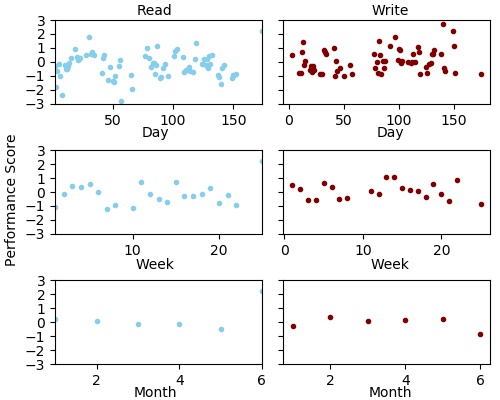 Read Write
3 2 1 0 -1 -2 -3
50 100 150 0 50 100 150
Day Day
Performance Score
3 2 1 0 -1 -2 -3
10 20 0 10 20
Week Week
3 2 1 0 -1 -2 -3
2 4 6 2 4 6
Month Month